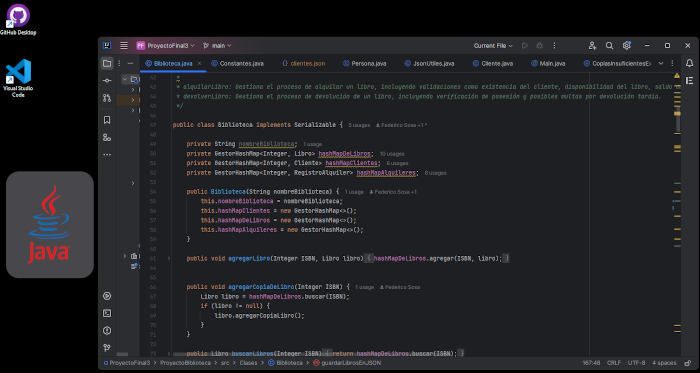 GitHub Desktop
Visual Studio
Code
Java
PF ProyectoFinal3 main Current File
Biblioteca.java Constantes.java clientes.json Persona.java JsonUtiles.java Cliente.java Main.java CopiasInsuficientesEx
* alquilarLibro: Gestiona el proceso de alquilar un libro, incluyendo validaciones como existencia del cliente, disponibilidad del libro, saldo
* devolverLibro: Gestiona el proceso de devolución de un libro, incluyendo verificación de posesión y posibles multas por devolución tardía.
*/
public class Biblioteca implements Serializable { 5 usages Federico Sosa +1 *
private String nombreBiblioteca; 1 usage
private GestorHashMap<Integer, Libro> hashMapDeLibros; 10 usages
private GestorHashMap<Integer, Cliente> hashMapClientes; 8 usages
private GestorHashMap<Integer, RegistroAlquiler> hashMapAlquileres; 8 usages
public Biblioteca(String nombreBiblioteca) { 1 usage Federico Sosa +1
this.nombreBiblioteca = nombreBiblioteca;
this.hashMapClientes = new GestorHashMap<>();
this.hashMapDeLibros = new GestorHashMap<>();
this.hashMapAlquileres = new GestorHashMap<>();
}
public void agregarLibro(Integer ISBN, Libro libro) { hashMapDeLibros.agregar(ISBN, libro); }
public void agregarCopiaDeLibro(Integer ISBN) { 1 usage Federico Sosa
Libro libro = hashMapDeLibros.buscar(ISBN);
if (libro != null) {
libro.agregarCopiaLibro();
}
}
public Libro buscarLibros(Integer ISBN) { return hashMapDeLibros.buscar(ISBN); }
ProyectoFinal3 > ProyectoBiblioteca > src > Clases > Biblioteca > guardarLibrosEnJSON 167:46 CRLF UTF-8 4 spaces